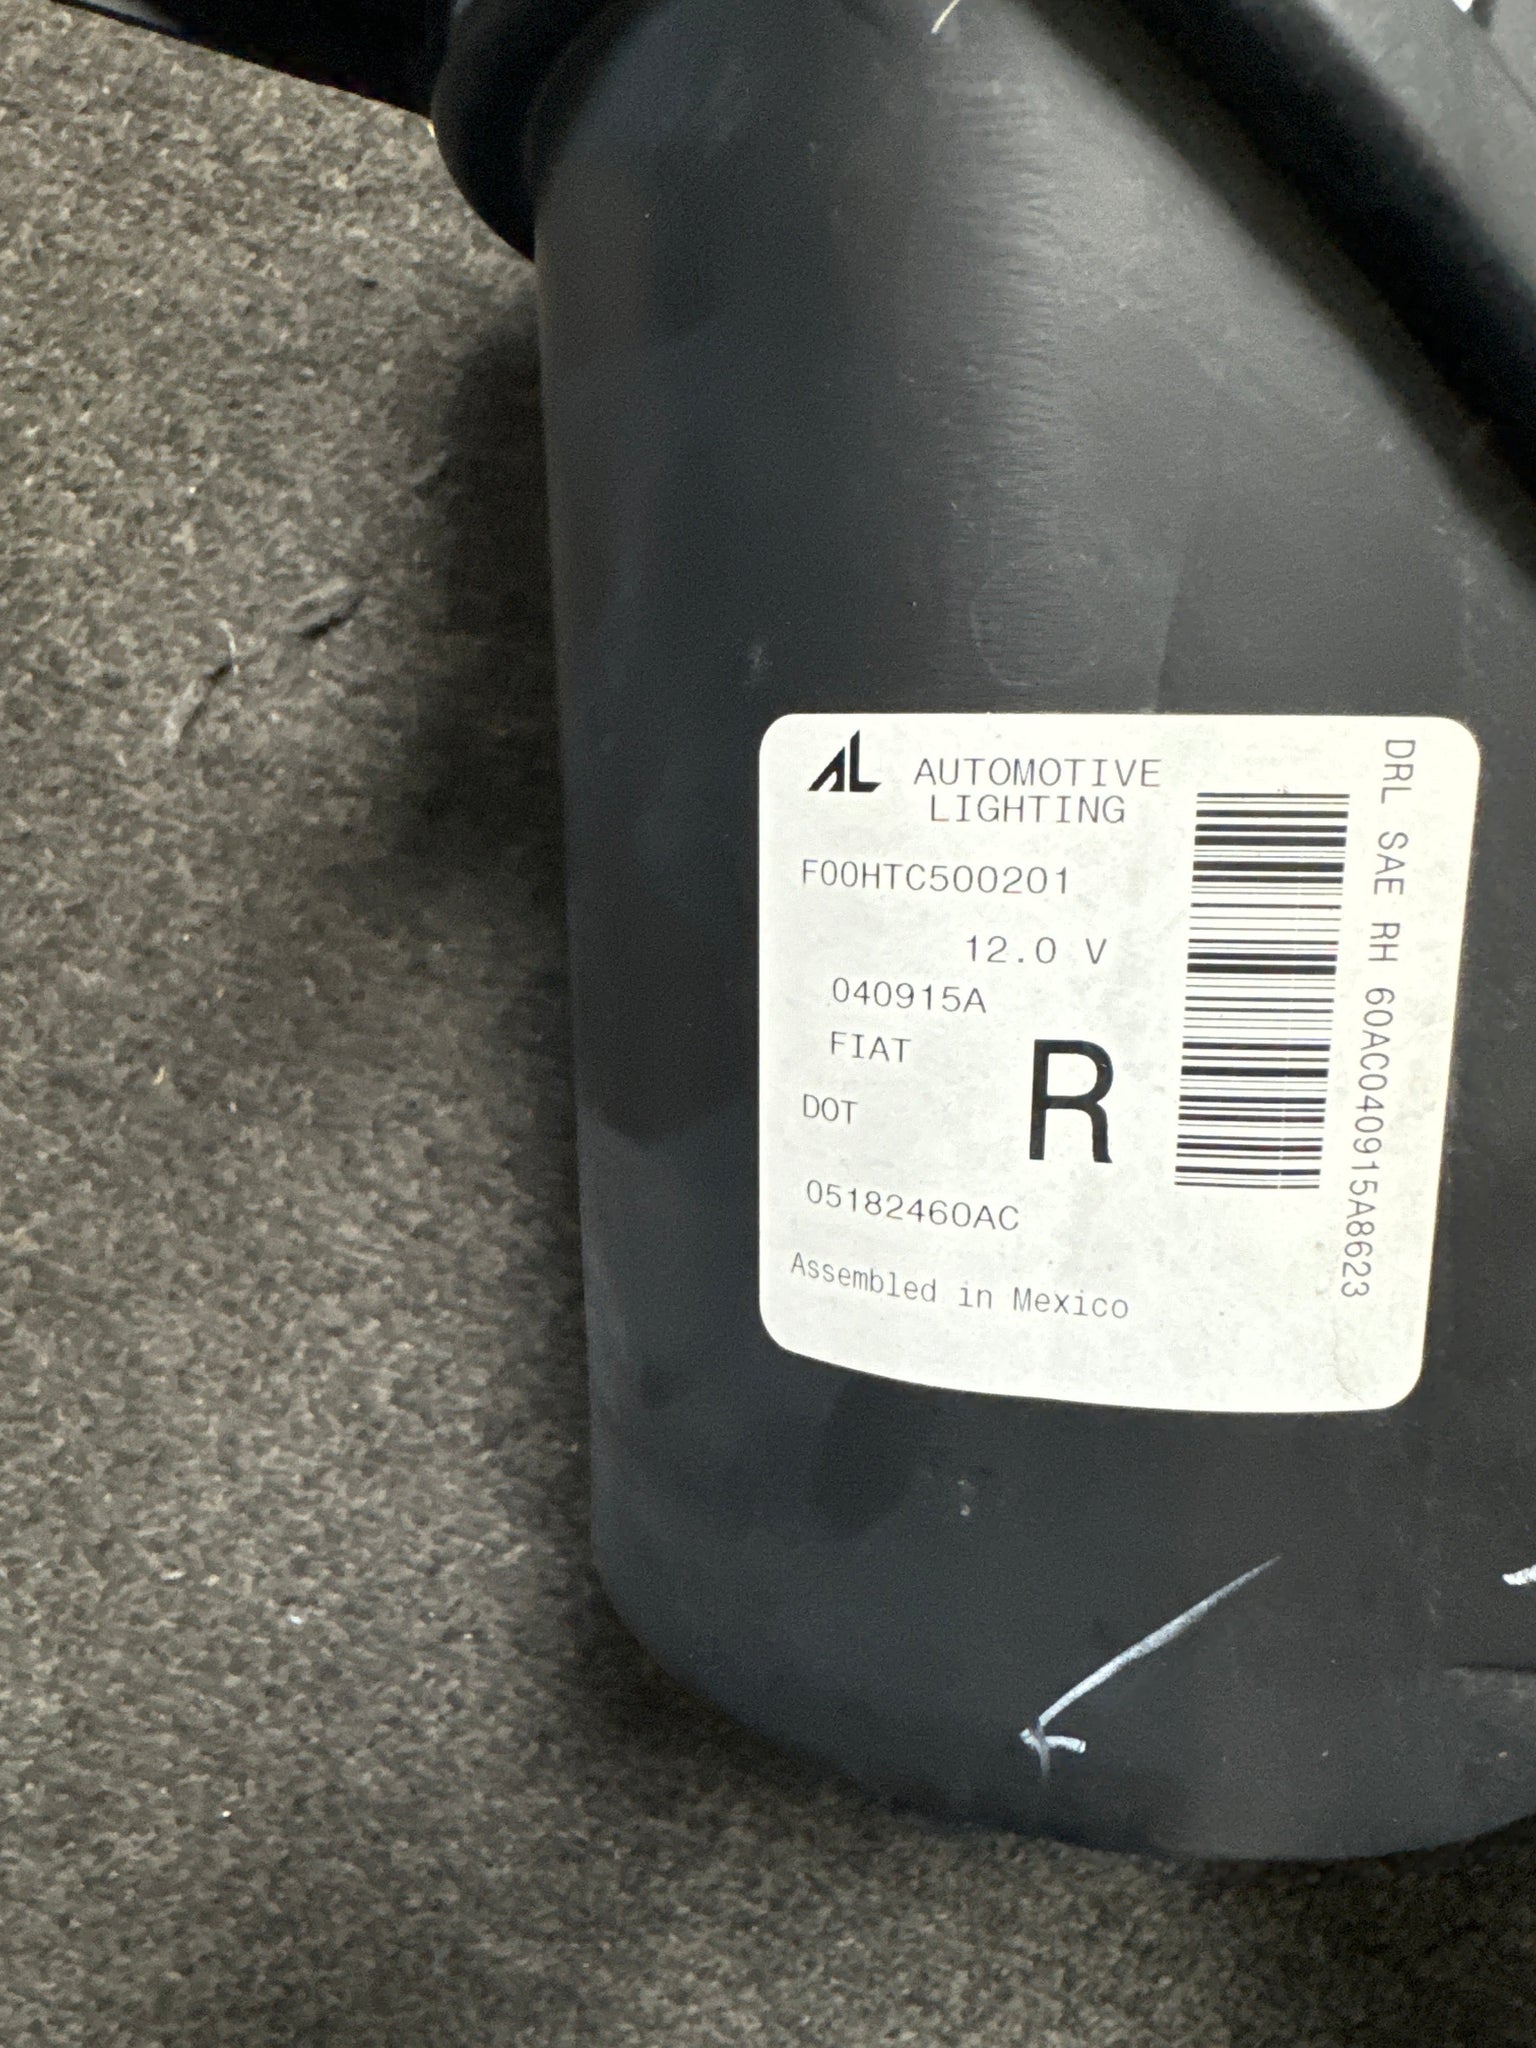 AL AUTOMOTIVE
LIGHTING
F00HTC500201
12.0 V
040915A
FIAT
R
DOT
05182460AC
Assembled in Mexico
DRL SAE RH 60AC040915A8623